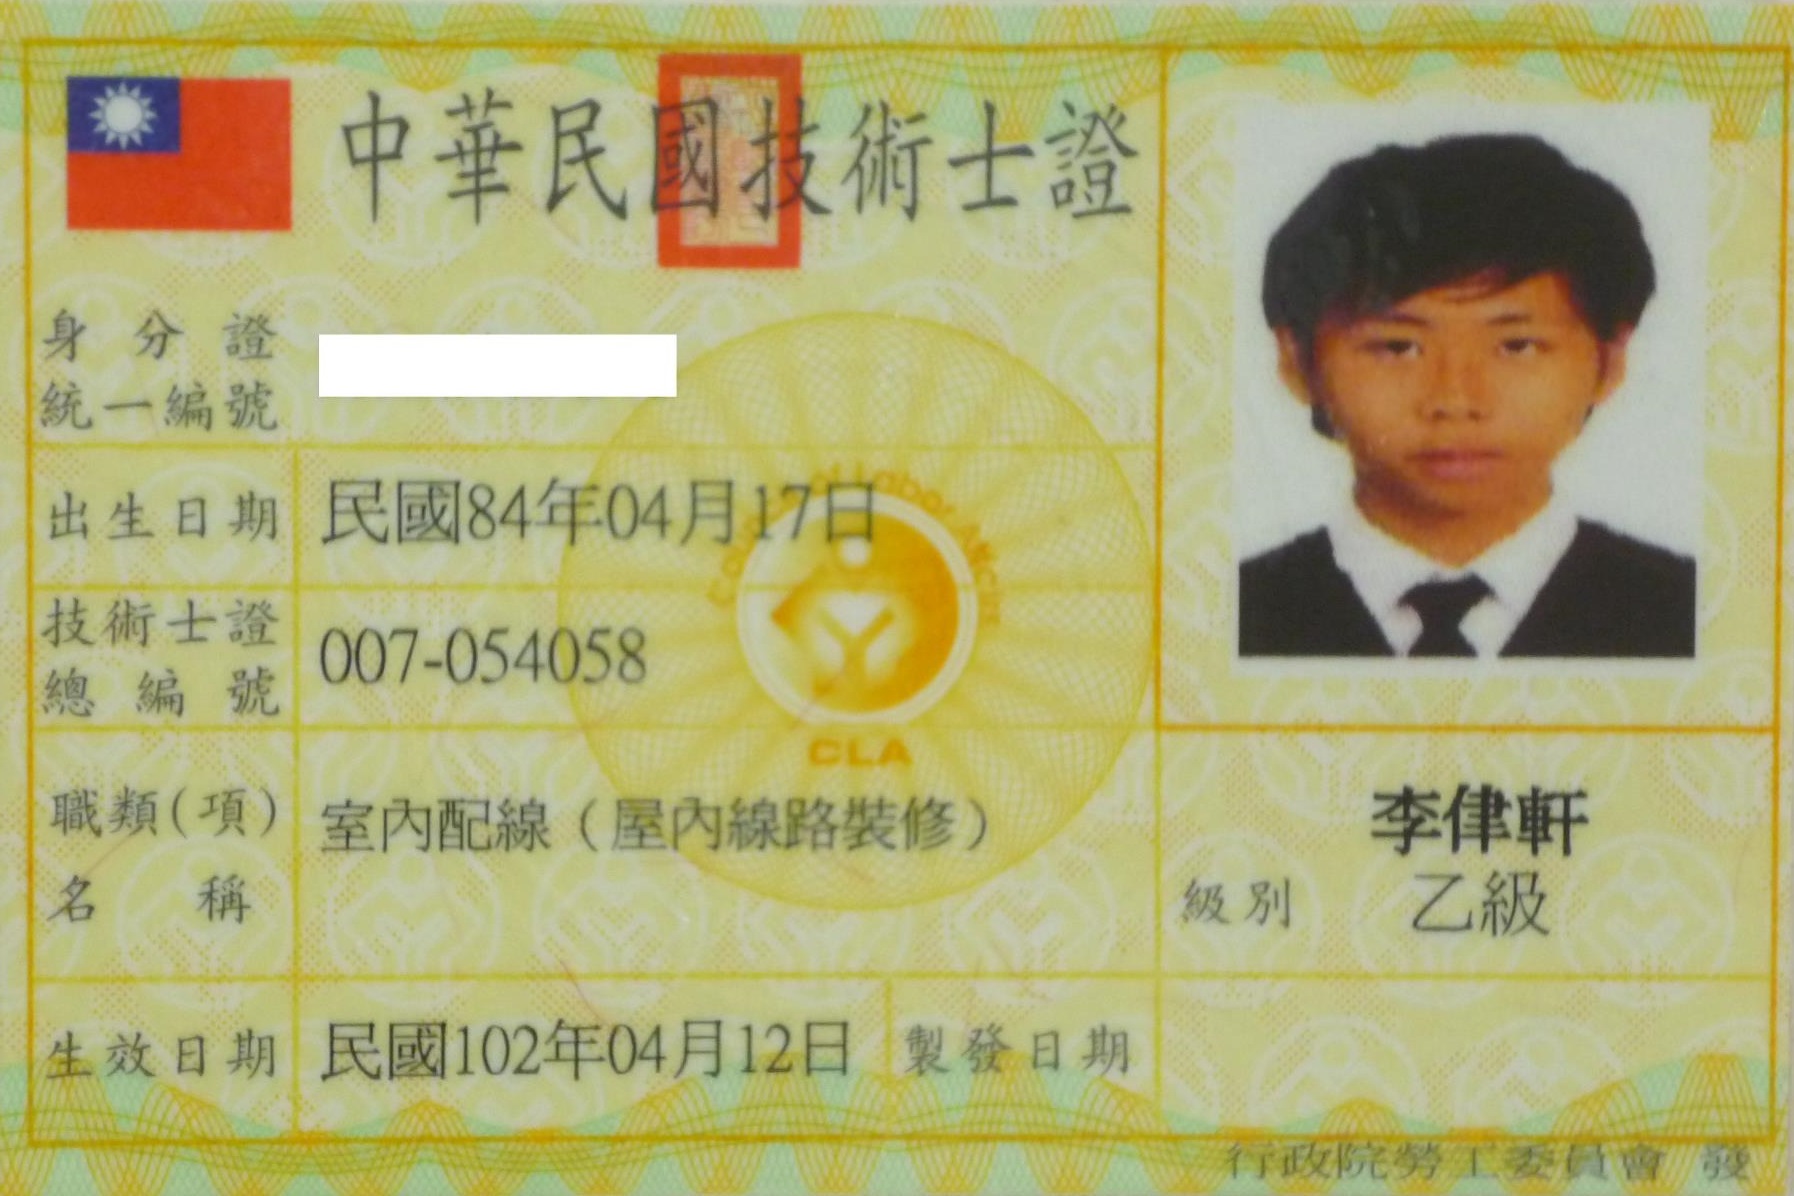 中華民國技術士證
身分證
統一編號
出生日期 民國84年04月17日
技術士證
總編號
007-054058
CLA
職類(項)
名稱
室內配線（屋內線路裝修）
李侓軒
級別 乙級
生效日期 民國102年04月12日 製發日期
行政院勞工委員會 發